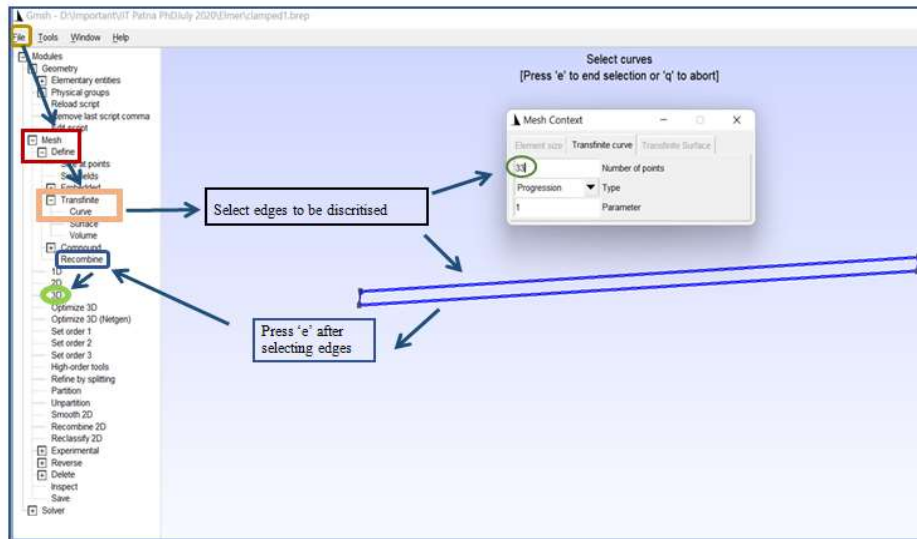 Gmsh - D:\Important\IIT Patna PhDJuly 2020\Elmer\clamped1.brep
File Tools Window Help
Modules
Geometry
Elementary entities
Physical groups
Reload script
Remove last script comma
Edit script
Mesh
Define
Size at points
Size fields
Embedded
Transfinite
Curve
Surface
Volume
Compound
Recombine
1D
2D
3D
Optimize 3D
Optimize 3D (Netgen)
Set order 1
Set order 2
Set order 3
High-order tools
Refine by splitting
Partition
Unpartition
Smooth 2D
Recombine 2D
Reclassify 2D
Experimental
Reverse
Delete
Inspect
Save
Solver
Select curves
[Press 'e' to end selection or 'q' to abort]
Mesh Context
Element size Transfinite curve Transfinite Surface
33 Number of points
Progression Type
1 Parameter
Select edges to be discritised
Press ‘e’ after
selecting edges